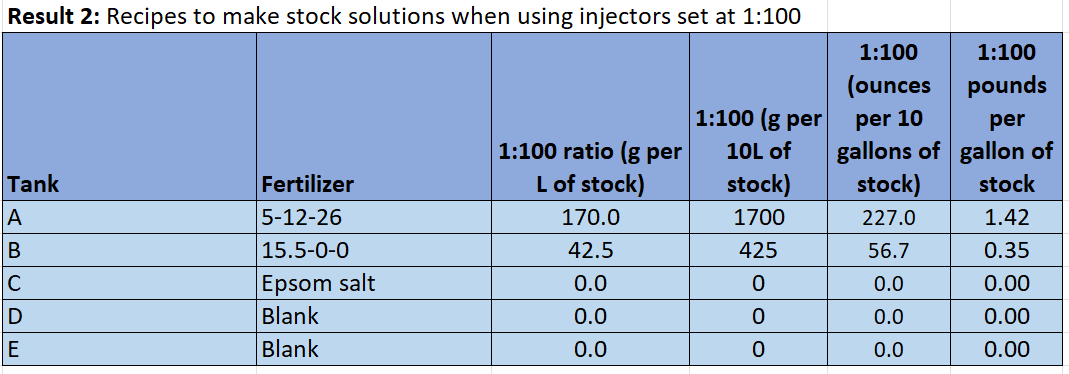 Result 2: Recipes to make stock solutions when using injectors set at 1:100
Tank Fertilizer 1:100 ratio (g per L of stock) 1:100 (g per 10L of stock) 1:100 (ounces per 10 gallons of stock) 1:100 pounds per gallon of stock
A 5-12-26 170.0 1700 227.0 1.42
B 15.5-0-0 42.5 425 56.7 0.35
C Epsom salt 0.0 0 0.0 0.00
D Blank 0.0 0 0.0 0.00
E Blank 0.0 0 0.0 0.00